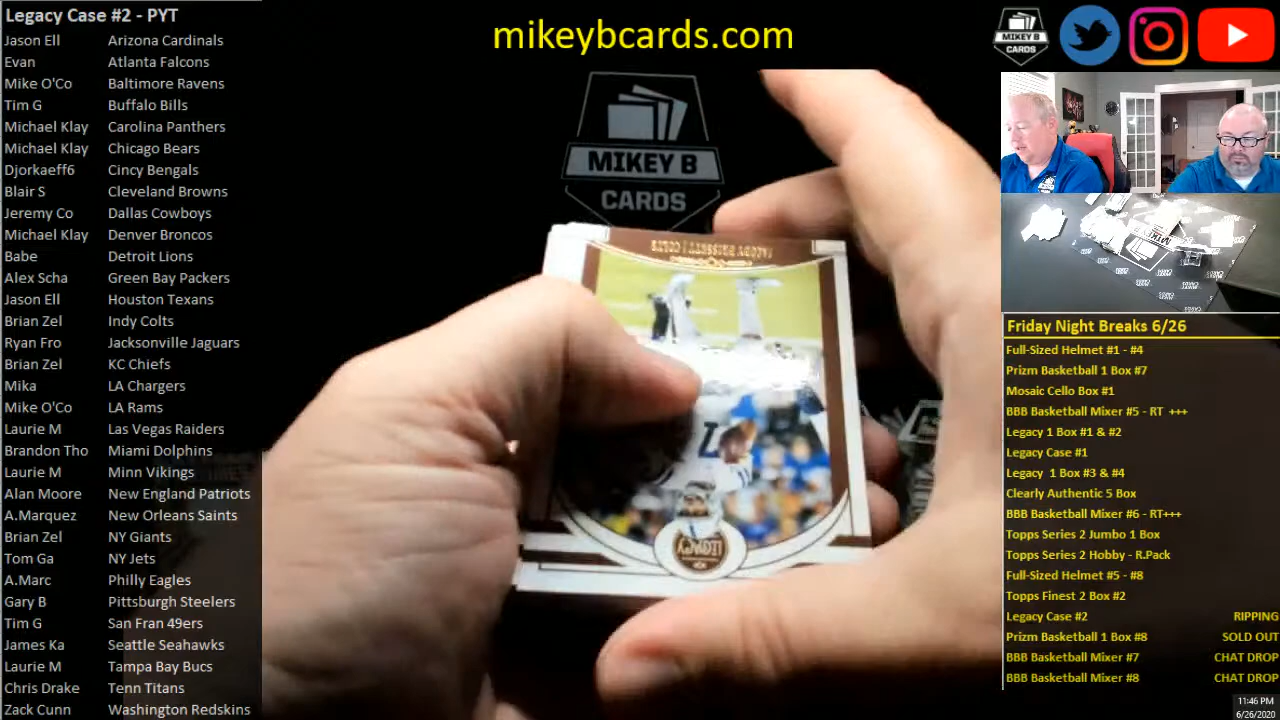 Legacy Case #2 - PYT
Jason Ell Arizona Cardinals
Evan Atlanta Falcons
Mike O'Co Baltimore Ravens
Tim G Buffalo Bills
Michael Klay Carolina Panthers
Michael Klay Chicago Bears
Djorkaeff6 Cincy Bengals
Blair S Cleveland Browns
Jeremy Co Dallas Cowboys
Michael Klay Denver Broncos
Babe Detroit Lions
Alex Scha Green Bay Packers
Jason Ell Houston Texans
Brian Zel Indy Colts
Ryan Fro Jacksonville Jaguars
Brian Zel KC Chiefs
Mika LA Chargers
Mike O'Co LA Rams
Laurie M Las Vegas Raiders
Brandon Tho Miami Dolphins
Laurie M Minn Vikings
Alan Moore New England Patriots
A.Marquez New Orleans Saints
Brian Zel NY Giants
Tom Ga NY Jets
A.Marc Philly Eagles
Gary B Pittsburgh Steelers
Tim G San Fran 49ers
James Ka Seattle Seahawks
Laurie M Tampa Bay Bucs
Chris Drake Tenn Titans
Zack Cunn Washington Redskins
mikeybcards.com
MIKEY B
CARDS
JACOBY BRISSETT | COLTS
LEGACY
MIKEY B
CARDS
Friday Night Breaks 6/26
Full-Sized Helmet #1 - #4
Prizm Basketball 1 Box #7
Mosaic Cello Box #1
BBB Basketball Mixer #5 - RT +++
Legacy 1 Box #1 & #2
Legacy Case #1
Legacy 1 Box #3 & #4
Clearly Authentic 5 Box
BBB Basketball Mixer #6 - RT+++
Topps Series 2 Jumbo 1 Box
Topps Series 2 Hobby - R.Pack
Full-Sized Helmet #5 - #8
Topps Finest 2 Box #2
Legacy Case #2 RIPPING
Prizm Basketball 1 Box #8 SOLD OUT
BBB Basketball Mixer #7 CHAT DROP
BBB Basketball Mixer #8 CHAT DROP
11:46 PM
6/26/2020